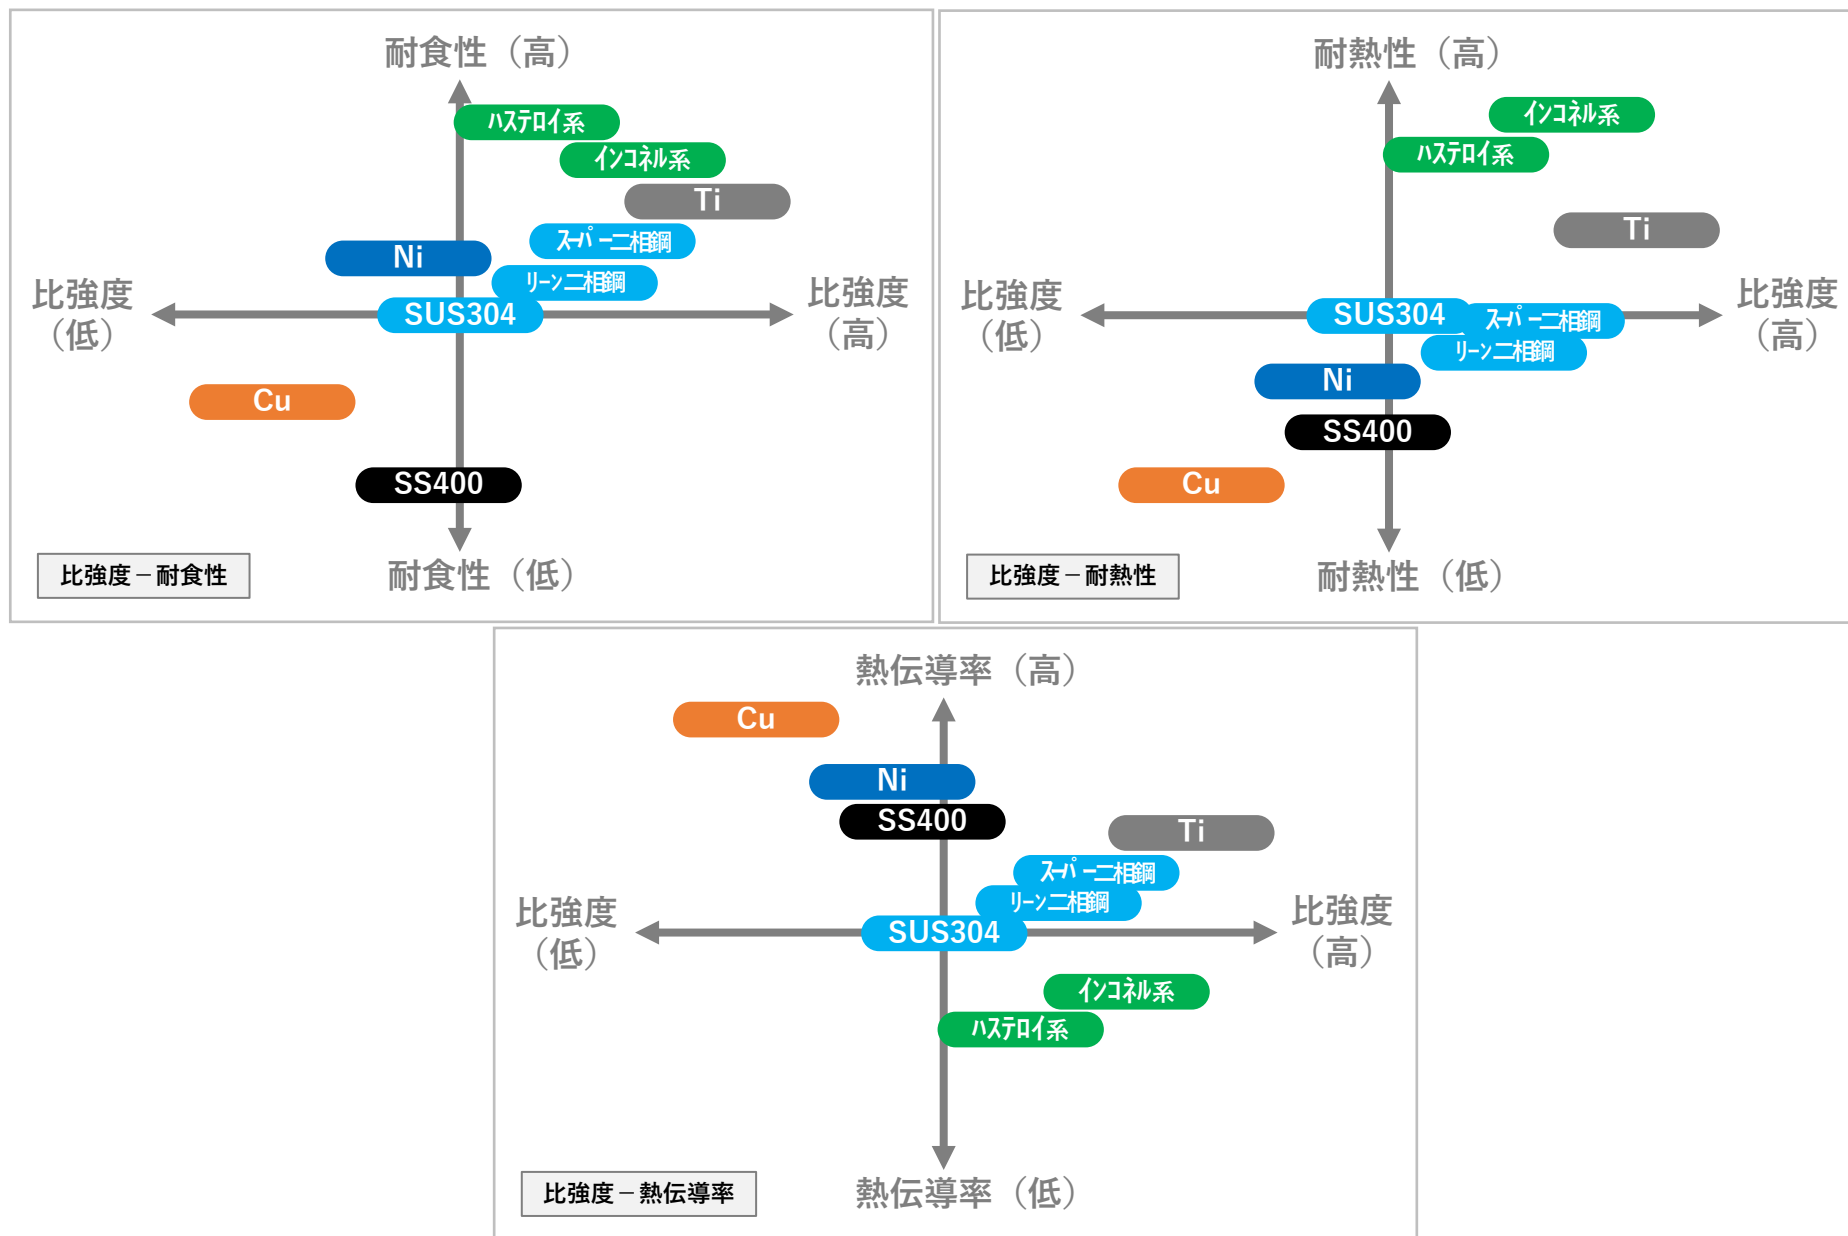 耐食性（高）
ﾊｽﾃﾛｲ系
ｲﾝｺﾈﾙ系
Ti
ｽｰﾊﾟｰ二相鋼
Ni
ﾘｰﾝ二相鋼
比強度
（低）
SUS304
比強度
（高）
Cu
SS400
耐食性（低）
比強度－耐食性
耐熱性（高）
ｲﾝｺﾈﾙ系
ﾊｽﾃﾛｲ系
Ti
比強度
（低）
SUS304
ｽｰﾊﾟｰ二相鋼
比強度
（高）
ﾘｰﾝ二相鋼
Ni
SS400
Cu
耐熱性（低）
比強度－耐熱性
熱伝導率（高）
Cu
Ni
SS400
Ti
ｽｰﾊﾟｰ二相鋼
ﾘｰﾝ二相鋼
比強度
（低）
SUS304
比強度
（高）
ｲﾝｺﾈﾙ系
ﾊｽﾃﾛｲ系
熱伝導率（低）
比強度－熱伝導率